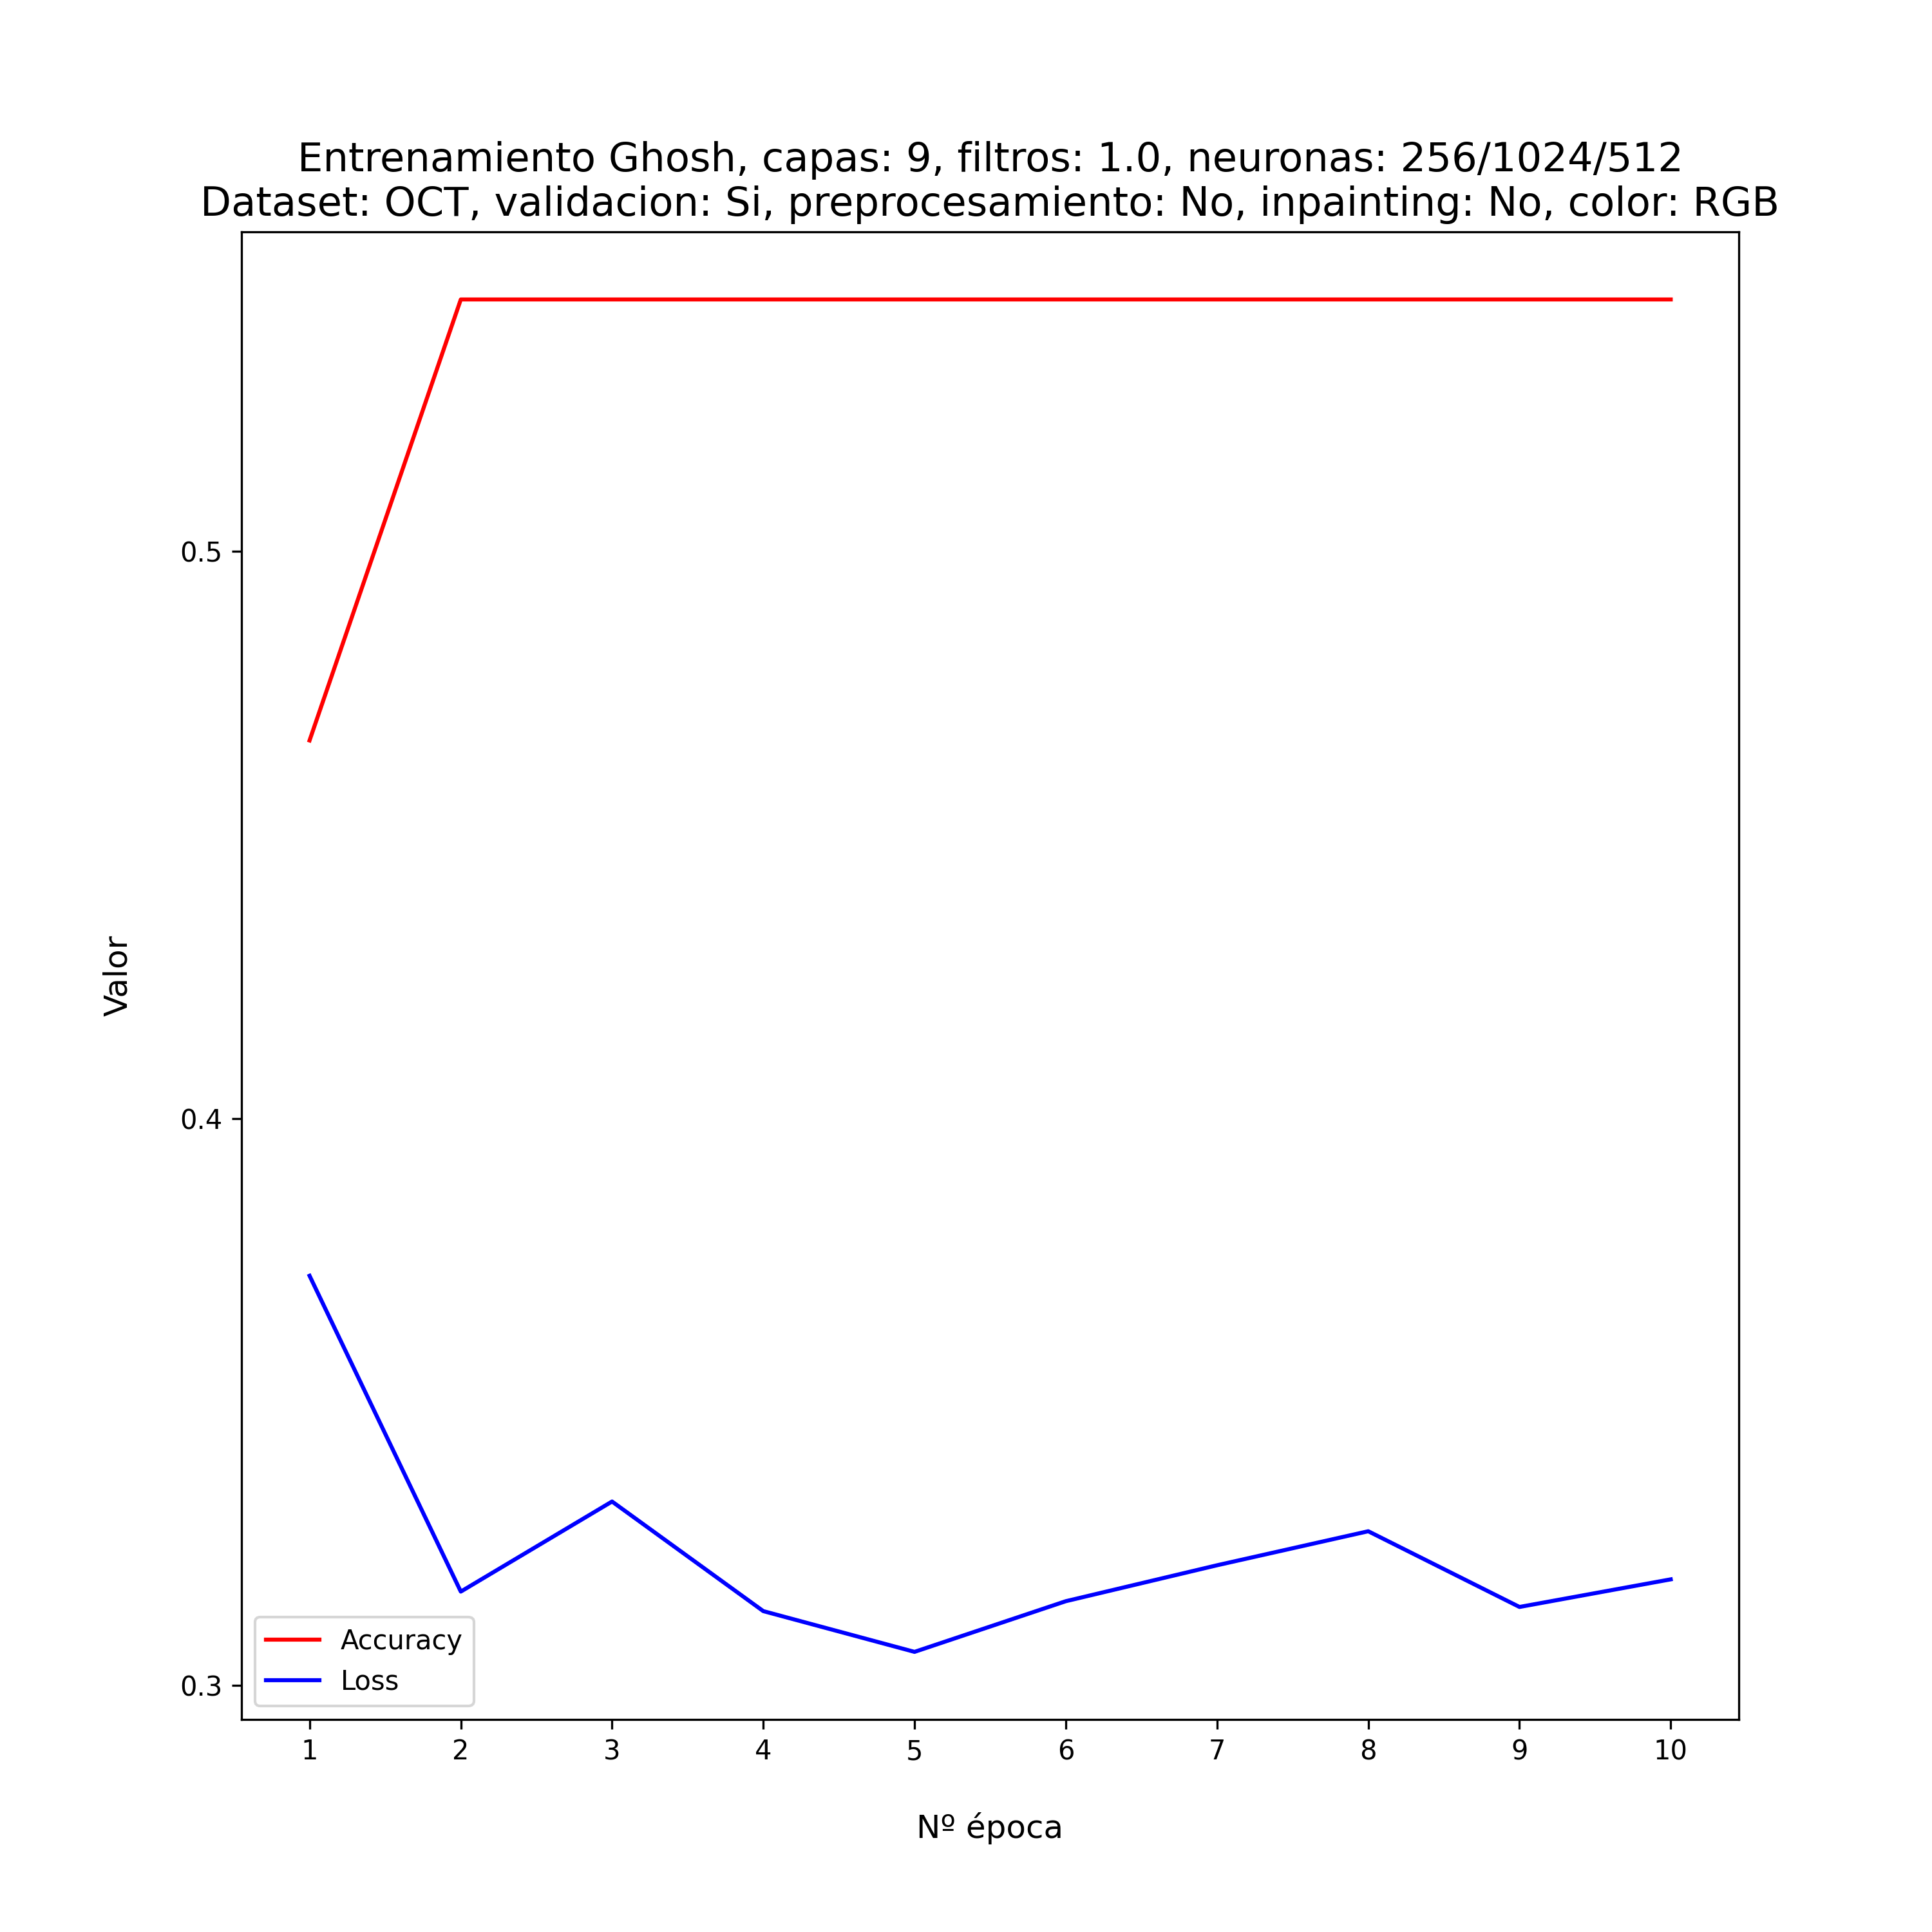 Entrenamiento Ghosh, capas: 9, filtros: 1.0, neuronas: 256/1024/512
Dataset: OCT, validacion: Si, preprocesamiento: No, inpainting: No, color: RGB
Valor
0.5
0.4
0.3
Accuracy
Loss
1 2 3 4 5 6 7 8 9 10
Nº época